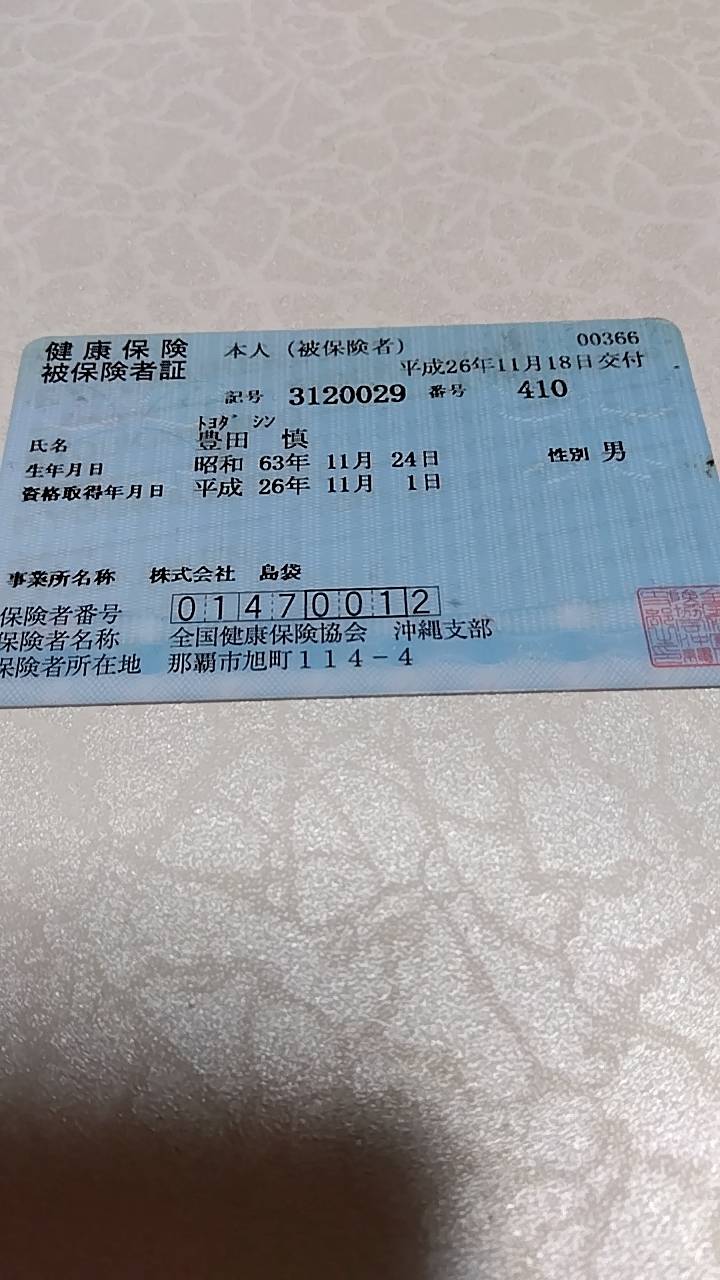 健康保険 本人（被保険者） 00366
被保険者証 平成26年11月18日交付
記号 3120029 番号 410
ﾄﾖﾀﾞ ｼﾝ
氏名 豊田 慎
生年月日 昭和 63年 11月 24日 性別 男
資格取得年月日 平成 26年 11月 1日
事業所名称 株式会社 島袋
保険者番号 01470012
保険者名称 全国健康保険協会 沖縄支部
保険者所在地 那覇市旭町１１４－４